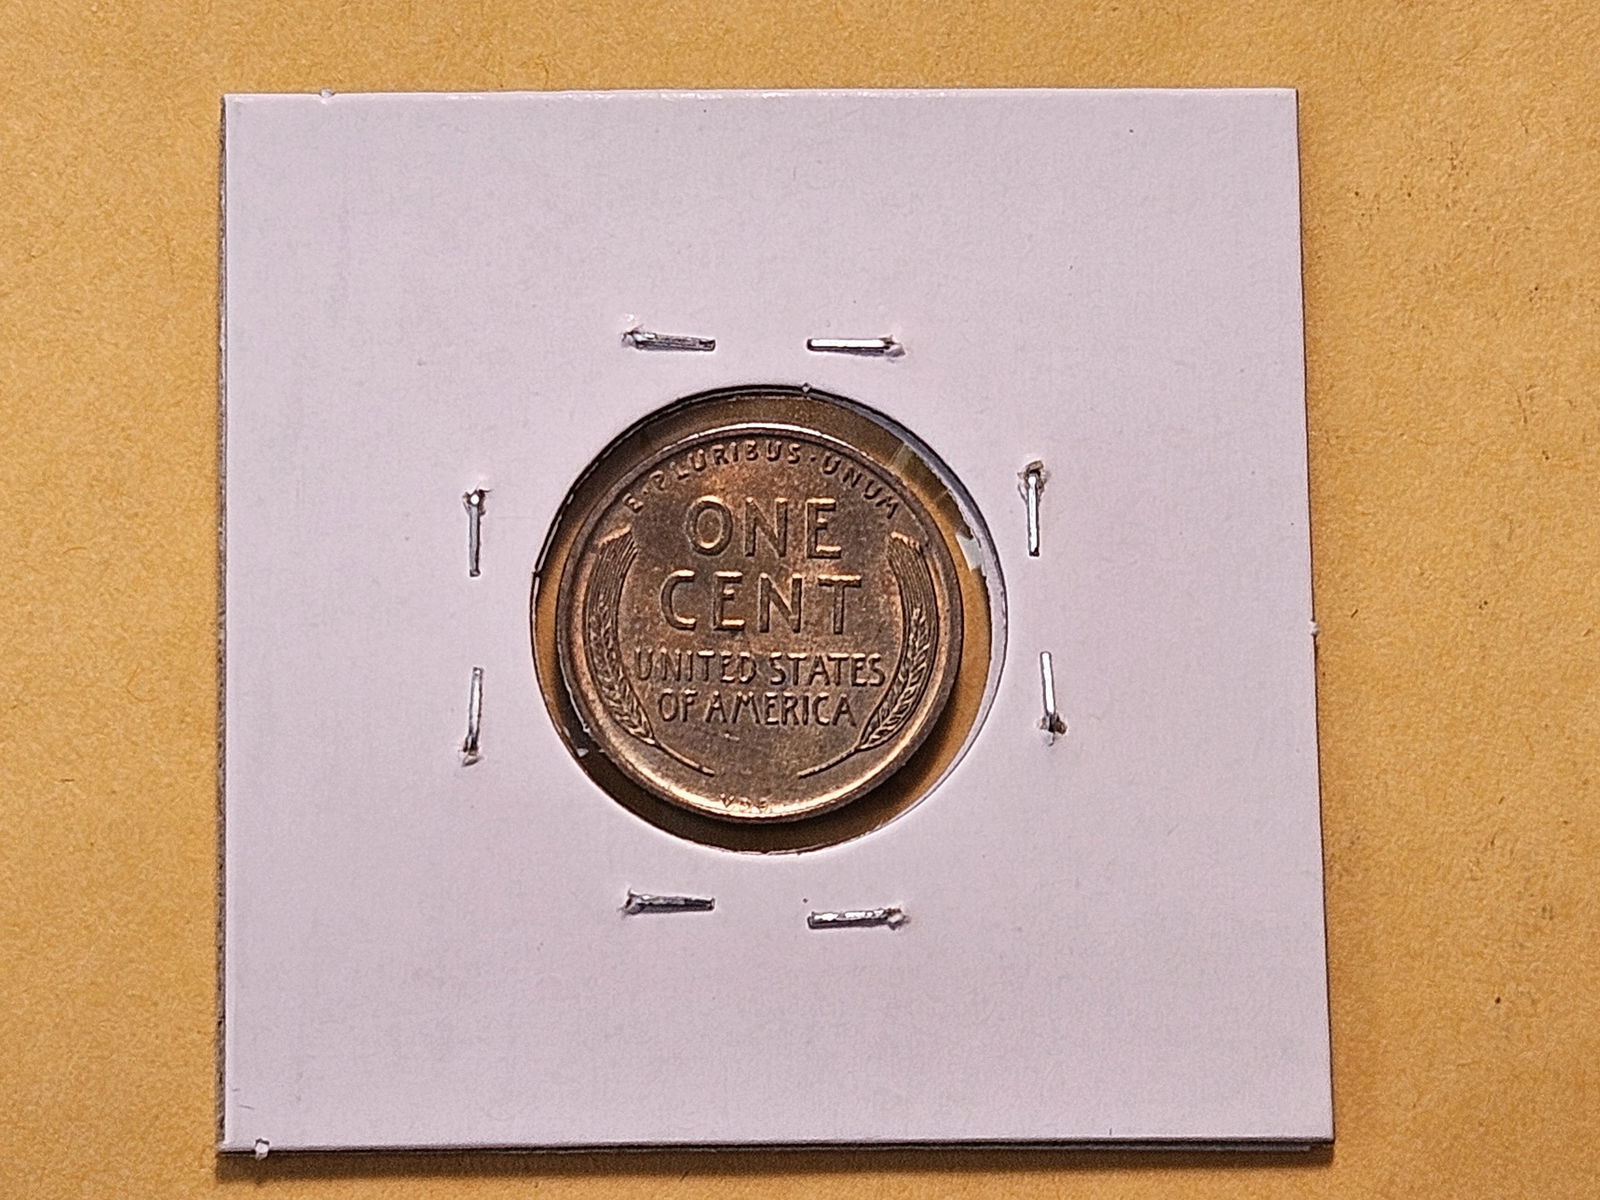 E·PLURIBUS·UNUM
ONE
CENT
UNITED STATES
OF AMERICA
V.D.B.